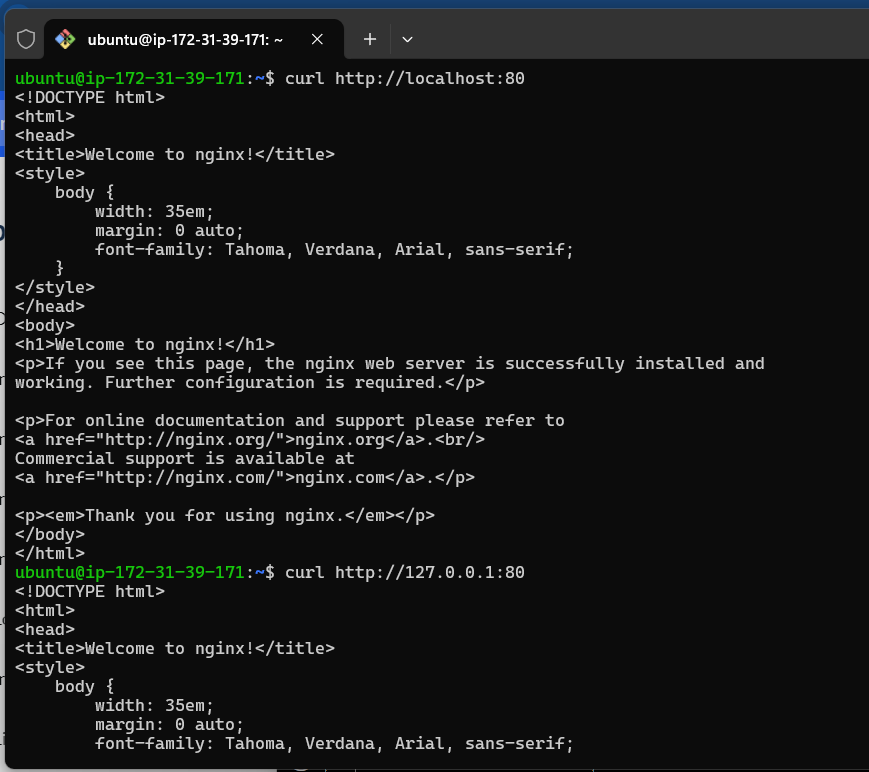 ubuntu@ip-172-31-39-171: ~
ubuntu@ip-172-31-39-171:~$ curl http://localhost:80
<!DOCTYPE html>
<html>
<head>
<title>Welcome to nginx!</title>
<style>
    body {
        width: 35em;
        margin: 0 auto;
        font-family: Tahoma, Verdana, Arial, sans-serif;
    }
</style>
</head>
<body>
<h1>Welcome to nginx!</h1>
<p>If you see this page, the nginx web server is successfully installed and
working. Further configuration is required.</p>

<p>For online documentation and support please refer to
<a href="http://nginx.org/">nginx.org</a>.<br/>
Commercial support is available at
<a href="http://nginx.com/">nginx.com</a>.</p>

<p><em>Thank you for using nginx.</em></p>
</body>
</html>
ubuntu@ip-172-31-39-171:~$ curl http://127.0.0.1:80
<!DOCTYPE html>
<html>
<head>
<title>Welcome to nginx!</title>
<style>
    body {
        width: 35em;
        margin: 0 auto;
        font-family: Tahoma, Verdana, Arial, sans-serif;